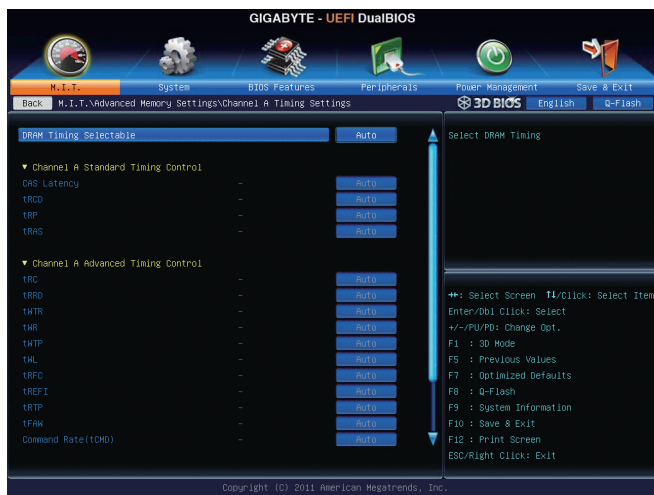 GIGABYTE - UEFI DualBIOS
M.I.T. System BIOS Features Peripherals Power Management Save & Exit
Back M.I.T.\Advanced Memory Settings\Channel A Timing Settings 3D BIOS English Q-Flash
DRAM Timing Selectable Auto Select DRAM Timing
▼ Channel A Standard Timing Control
CAS Latency - Auto
tRCD - Auto
tRP - Auto
tRAS - Auto
▼ Channel A Advanced Timing Control
tRC - Auto
tRRD - Auto
tWTR - Auto
tWR - Auto
tWTP - Auto
tWL - Auto
tRFC - Auto
tREFI - Auto
tRTP - Auto
tFAW - Auto
Command Rate(tCMD) - Auto
→←: Select Screen ↑↓/Click: Select Item
Enter/Dbl Click: Select
+/-/PU/PD: Change Opt.
F1 : 3D Mode
F5 : Previous Values
F7 : Optimized Defaults
F8 : Q-Flash
F9 : System Information
F10 : Save & Exit
F12 : Print Screen
ESC/Right Click: Exit
Copyright (C) 2011 American Megatrends, Inc.